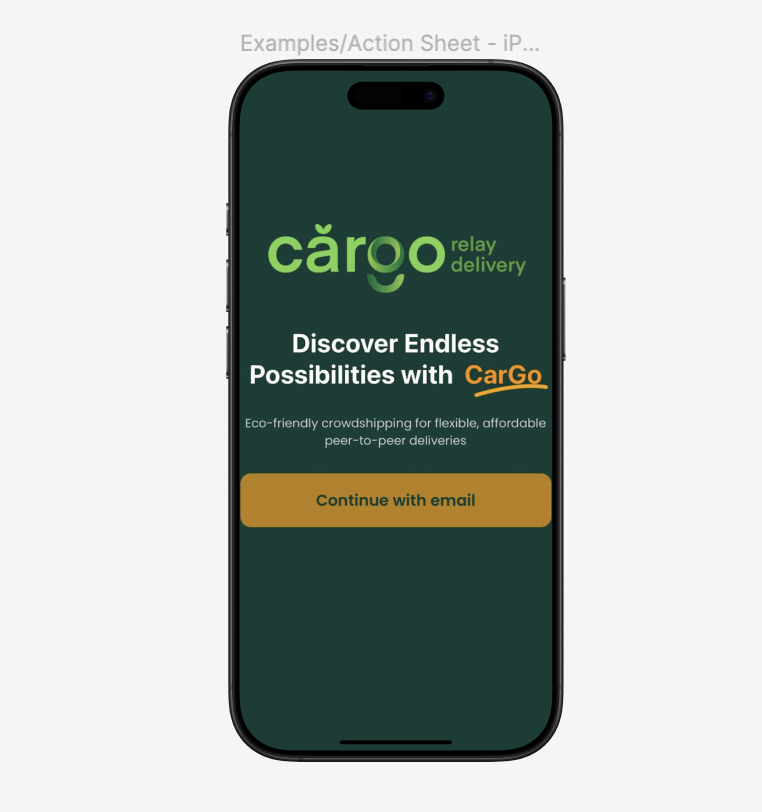 Examples/Action Sheet - iP...
cărgo relay
delivery
Discover Endless
Possibilities with CarGo
Eco-friendly crowdshipping for flexible, affordable
peer-to-peer deliveries
Continue with email